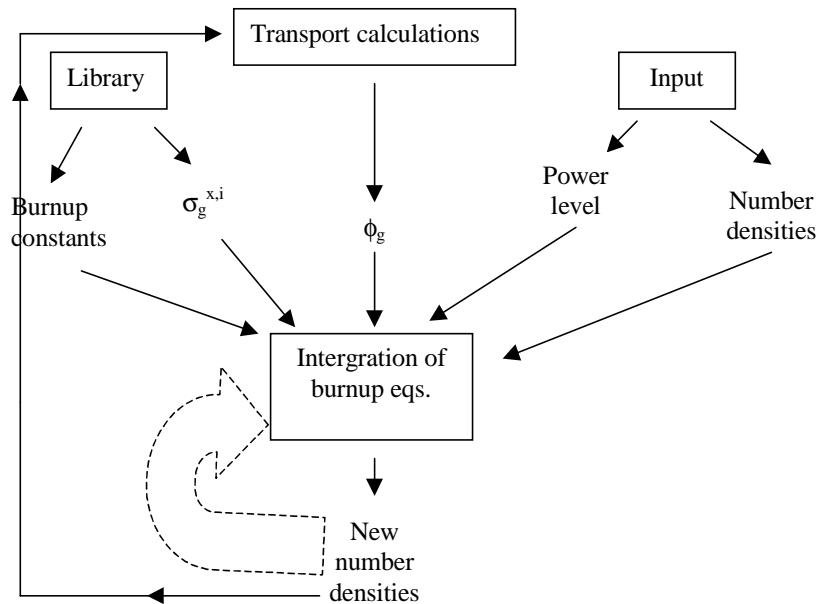 Transport calculations
Library
Input
Burnup
constants
σg^x,i
ϕg
Power
level
Number
densities
Intergration of
burnup eqs.
New
number
densities